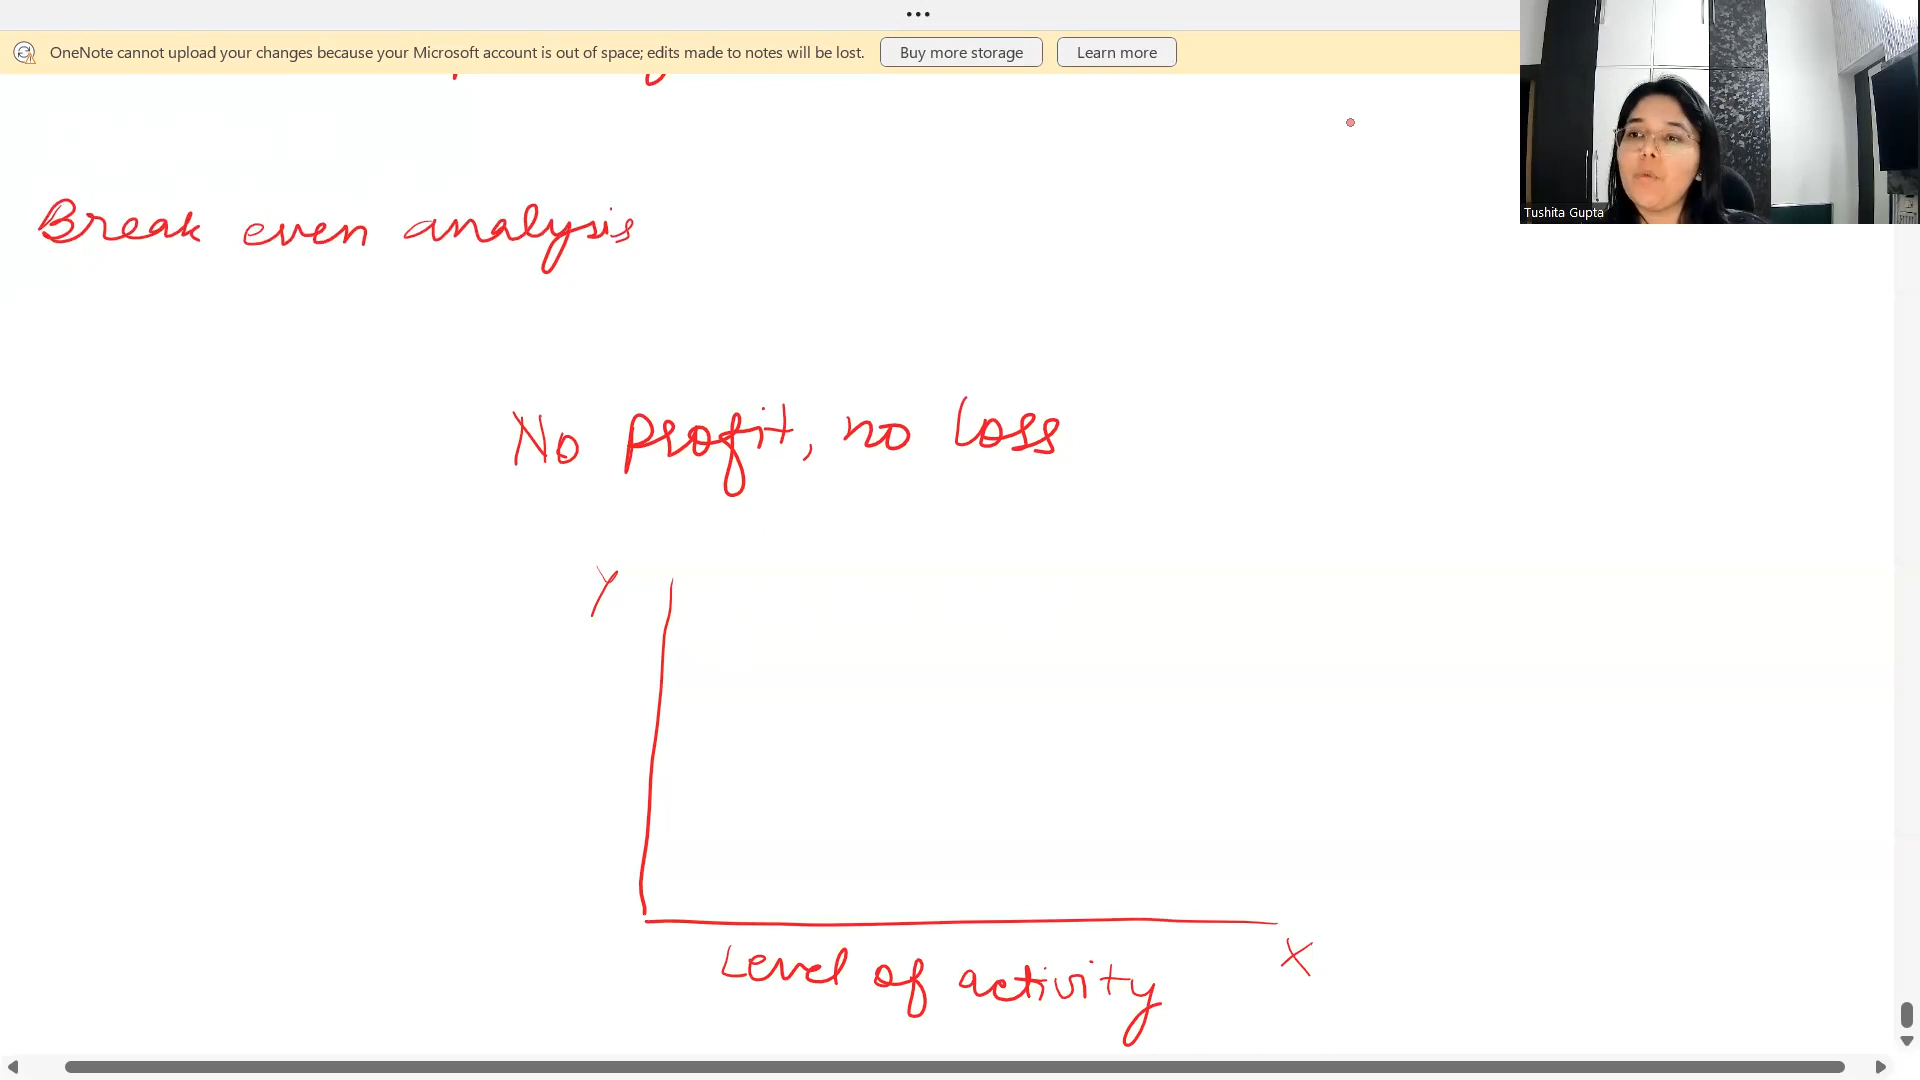 •••
OneNote cannot upload your changes because your Microsoft account is out of space; edits made to notes will be lost. Buy more storage Learn more
Tushita Gupta
Break even analysis
No profit, no loss
Y
X
Level of activity